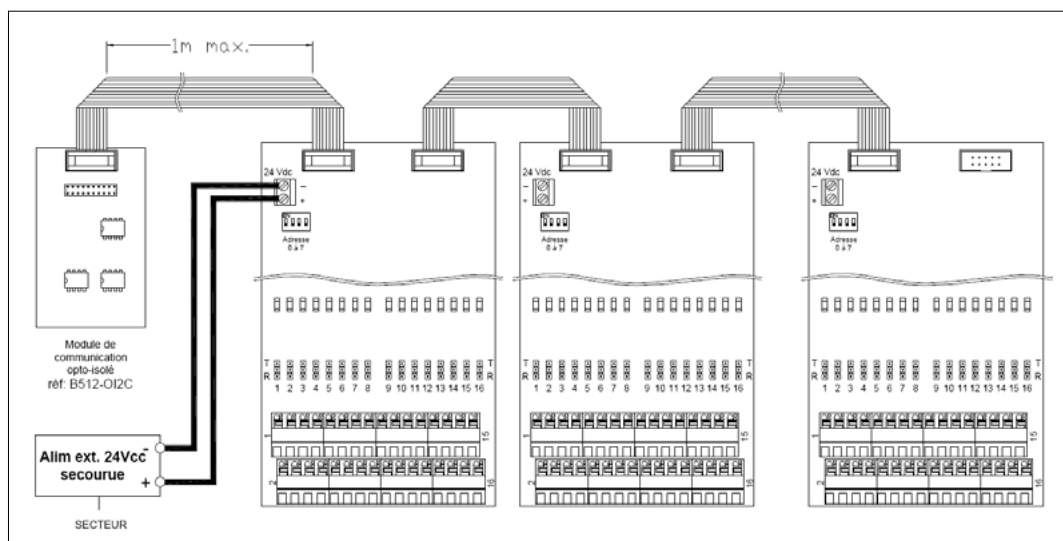 1m max.
24 Vdc
-
+
ON
Adresse
0 à 7
24 Vdc
-
+
ON
Adresse
0 à 7
24 Vdc
-
+
ON
Adresse
0 à 7
Module de
communication
opto-isolé
réf: B512-OI2C
T T
R R
1 2 3 4 5 6 7 8 9 10 11 12 13 14 15 16
T T
R R
1 2 3 4 5 6 7 8 9 10 11 12 13 14 15 16
T T
R R
1 2 3 4 5 6 7 8 9 10 11 12 13 14 15 16
1 15
2 16
1 15
2 16
1 15
2 16
Alim ext. 24Vcc -
secourue +
SECTEUR